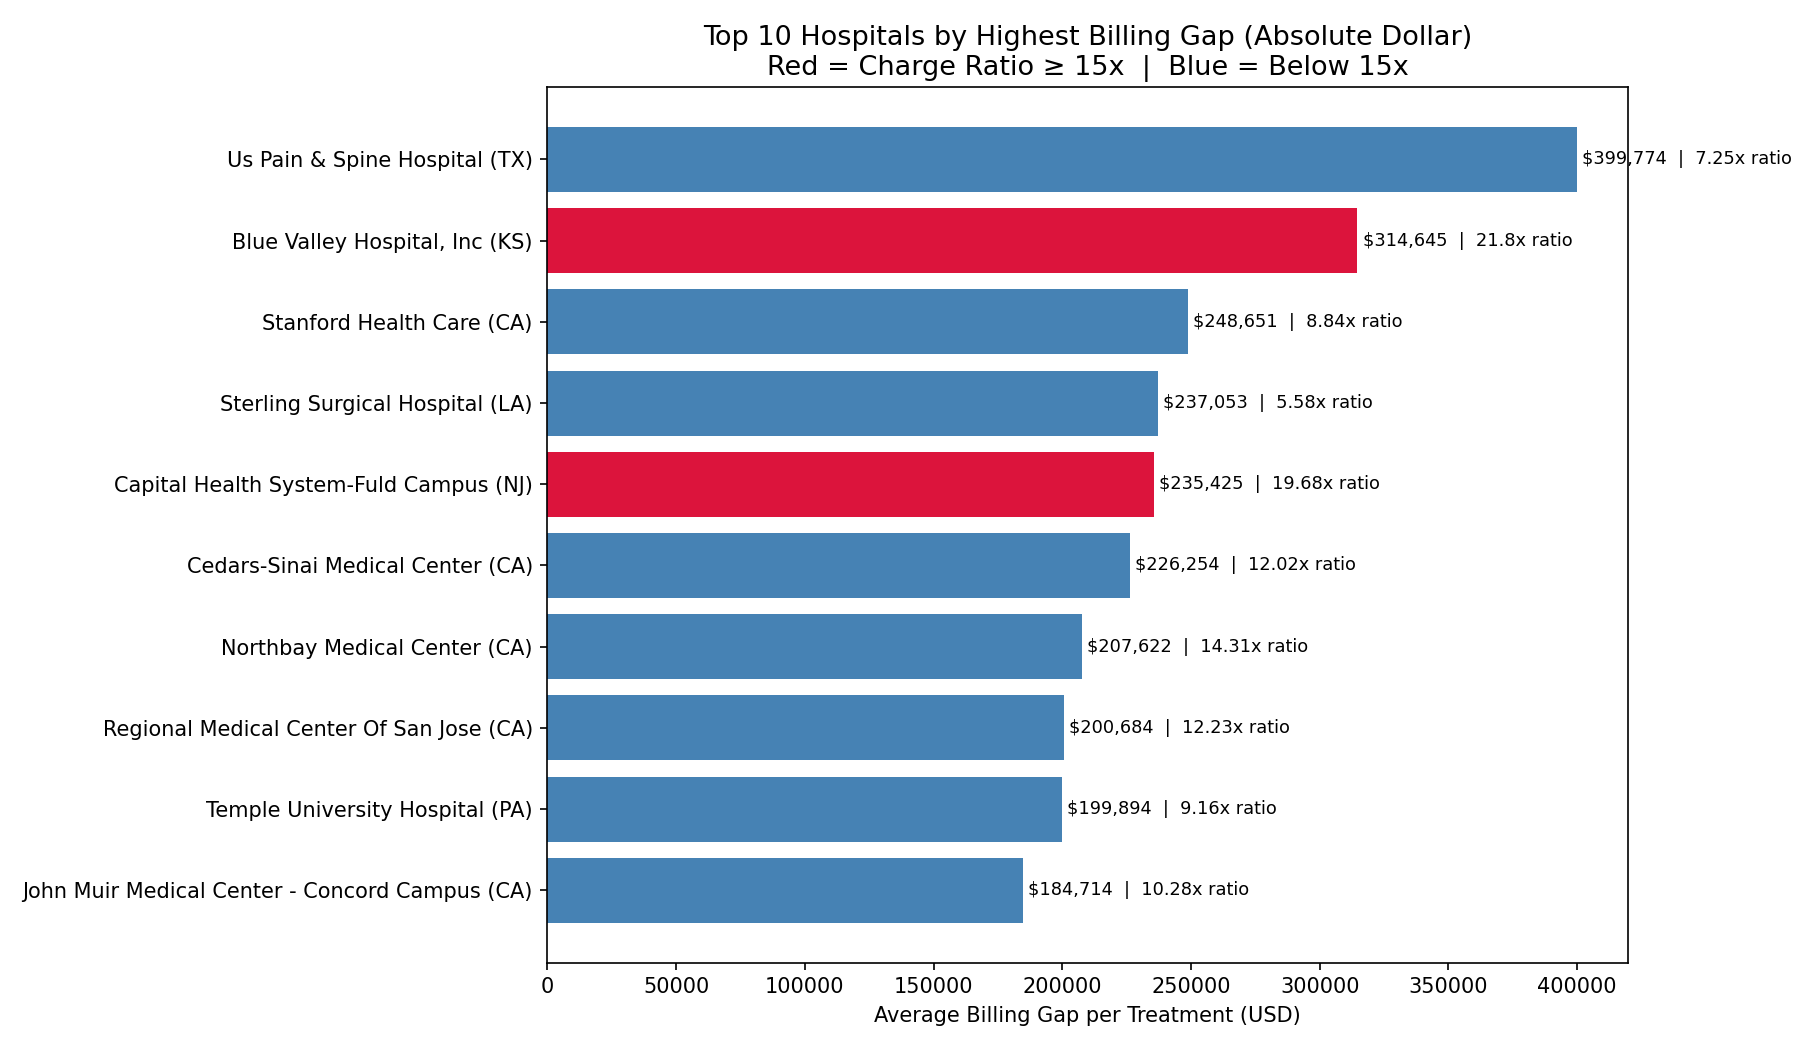 Top 10 Hospitals by Highest Billing Gap (Absolute Dollar)
Red = Charge Ratio ≥ 15x | Blue = Below 15x
Us Pain & Spine Hospital (TX) $399,774 | 7.25x ratio
Blue Valley Hospital, Inc (KS) $314,645 | 21.8x ratio
Stanford Health Care (CA) $248,651 | 8.84x ratio
Sterling Surgical Hospital (LA) $237,053 | 5.58x ratio
Capital Health System-Fuld Campus (NJ) $235,425 | 19.68x ratio
Cedars-Sinai Medical Center (CA) $226,254 | 12.02x ratio
Northbay Medical Center (CA) $207,622 | 14.31x ratio
Regional Medical Center Of San Jose (CA) $200,684 | 12.23x ratio
Temple University Hospital (PA) $199,894 | 9.16x ratio
John Muir Medical Center - Concord Campus (CA) $184,714 | 10.28x ratio
0 50000 100000 150000 200000 250000 300000 350000 400000
Average Billing Gap per Treatment (USD)